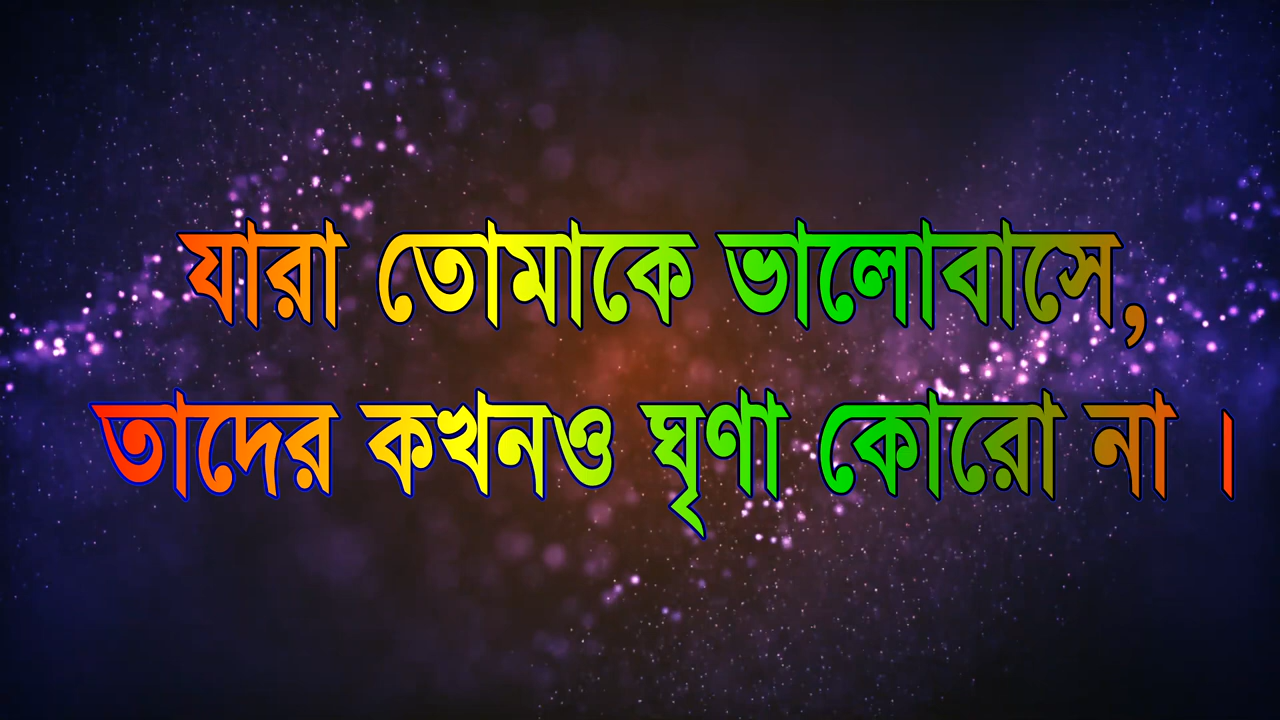 যারা তোমাকে ভালোবাসে,
তাদের কখনও ঘৃণা কোরো না ।